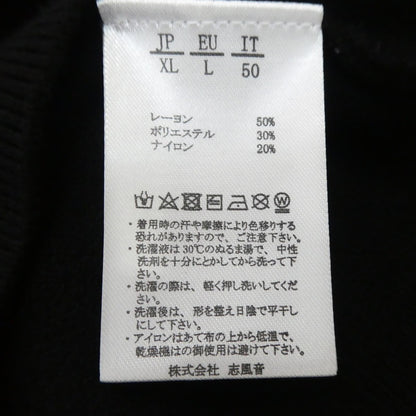 JP EU IT
XL L 50
レーヨン 50%
ポリエステル 30%
ナイロン 20%
・着用時の汗や摩擦により色移りする
恐れがありますので、ご注意下さい。
・洗濯液は30℃のぬるま湯で、中性
洗剤を十分にとかしてから洗って下
さい。
・洗濯の際は、軽く押し洗いしてくだ
さい。
・洗濯後は、形を整え日陰で平干し
にして下さい。
・アイロンはあて布の上から低温で、
乾燥機はの御使用は避けて下さい。
株式会社 志風音